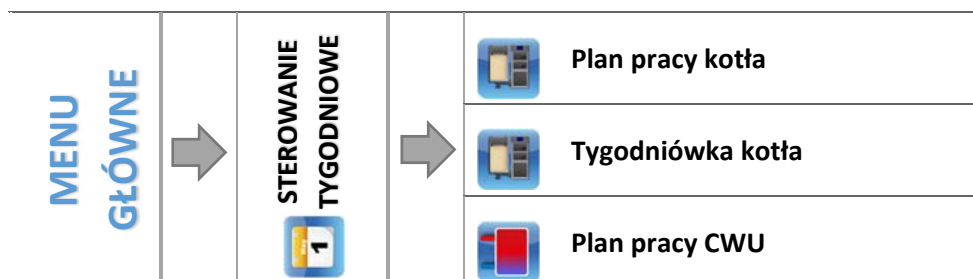 MENU
GŁÓWNE
STEROWANIE
TYGODNIOWE
1
Plan pracy kotła
Tygodniówka kotła
Plan pracy CWU